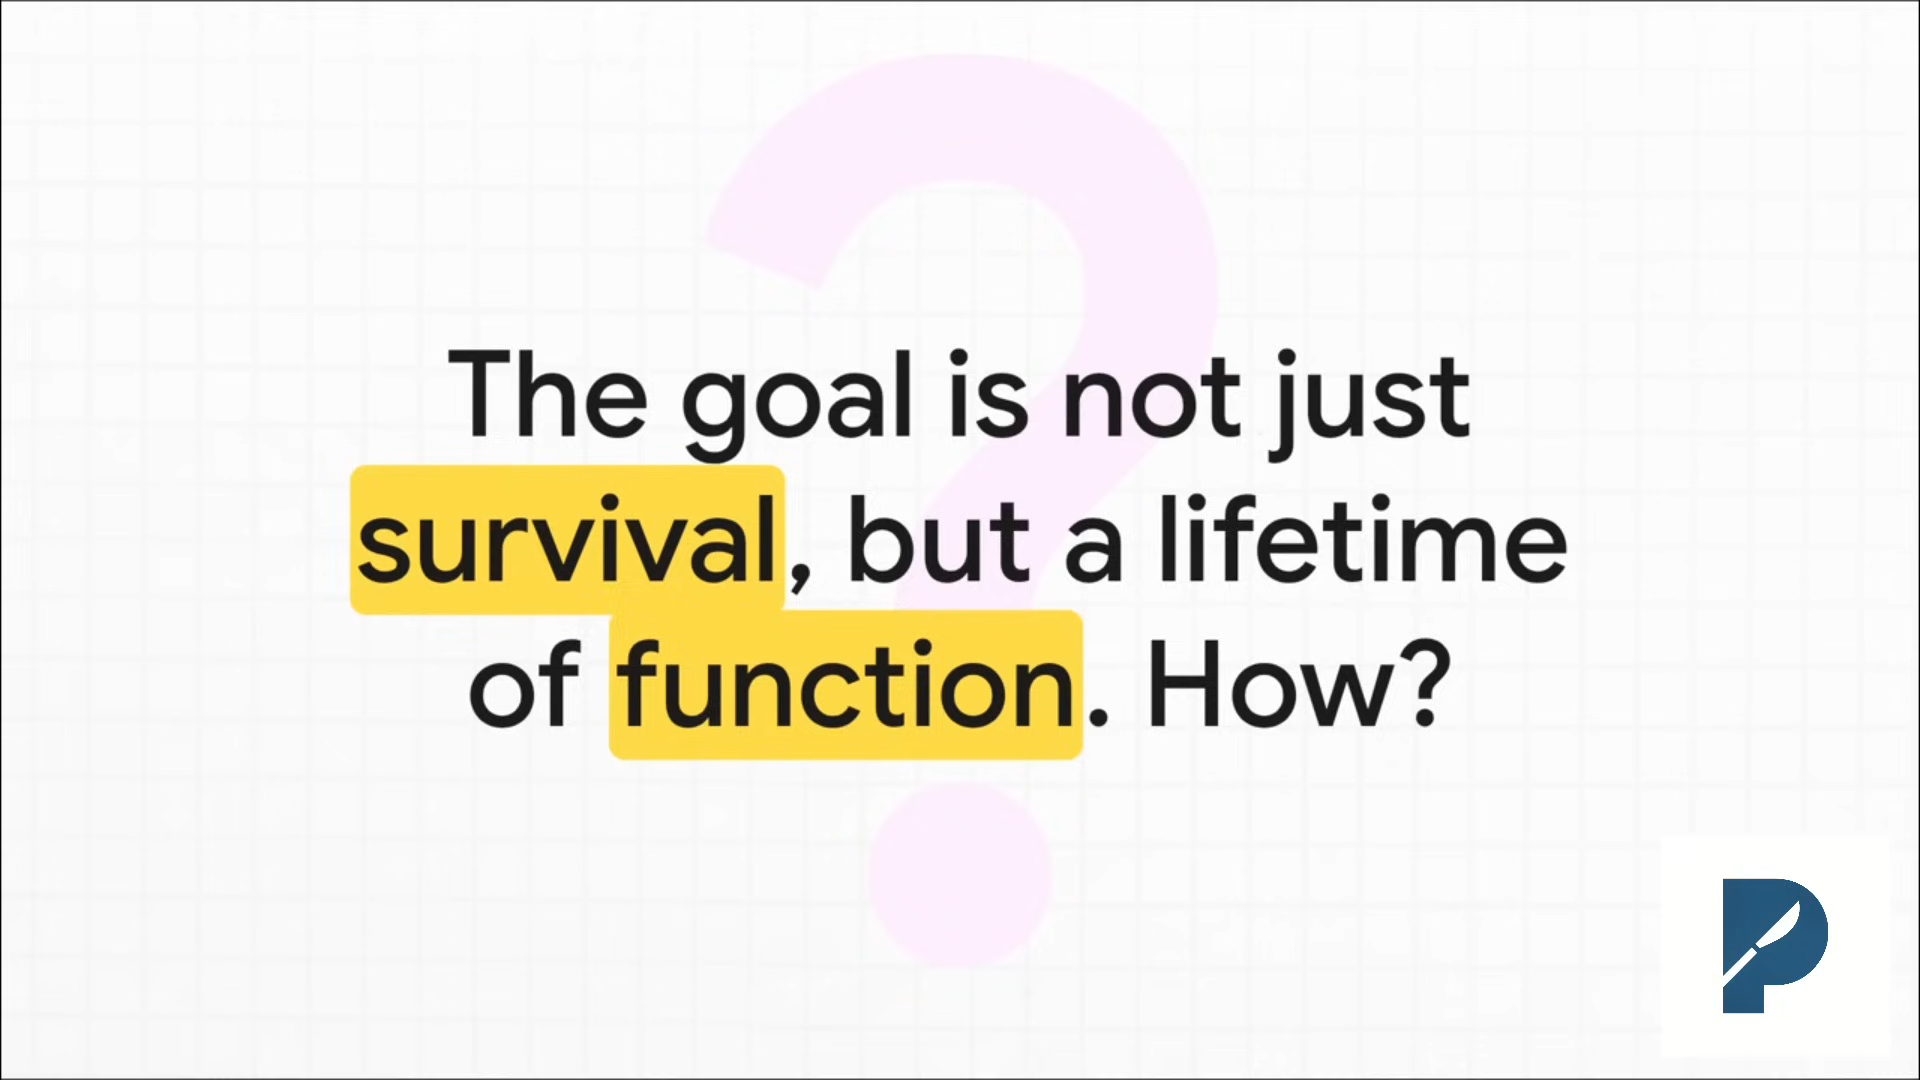 The goal is not just
survival, but a lifetime
of function. How?